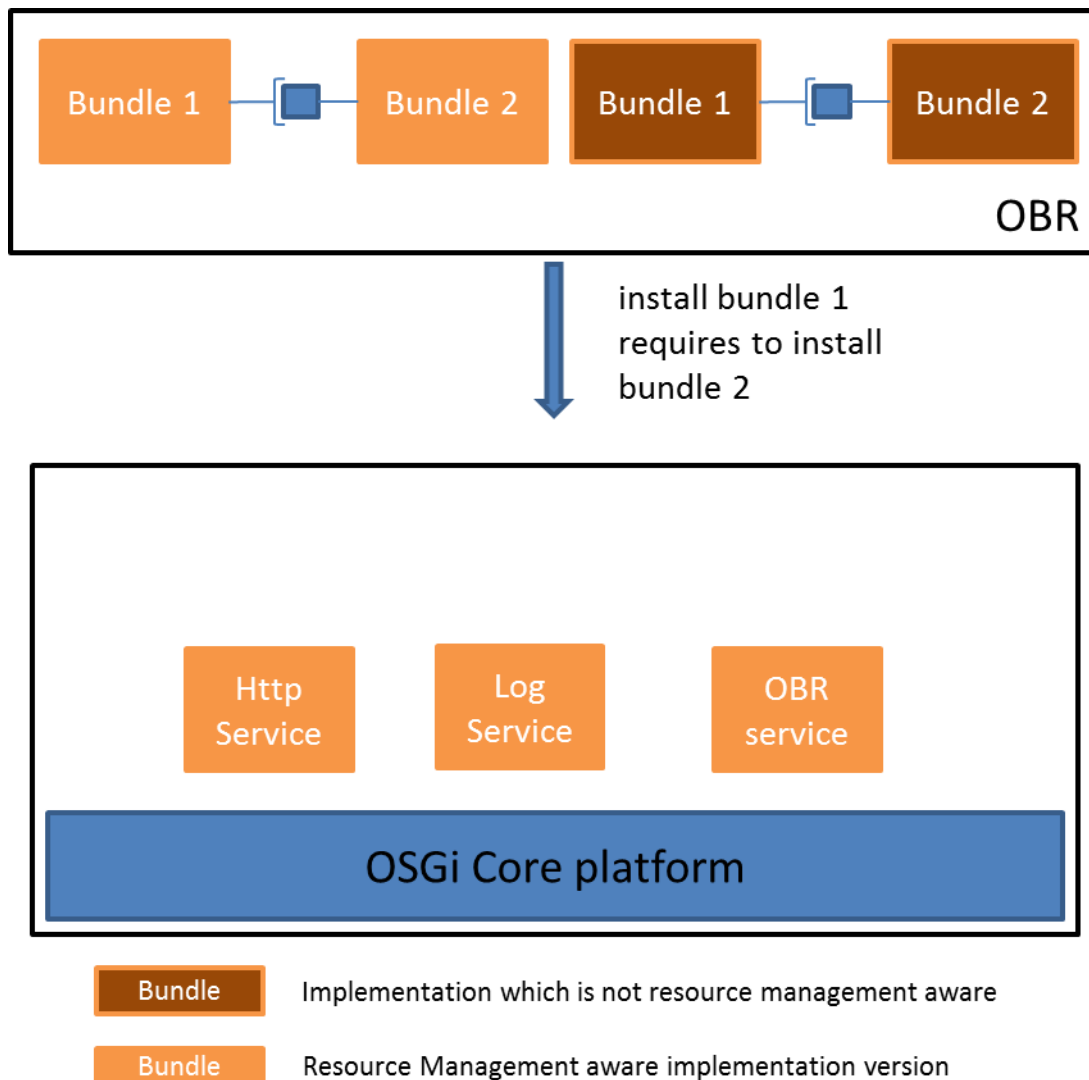 Bundle 1
Bundle 2
Bundle 1
Bundle 2
OBR
install bundle 1
requires to install
bundle 2
Http
Service
Log
Service
OBR
service
OSGi Core platform
Bundle
Implementation which is not resource management aware
Bundle
Resource Management aware implementation version